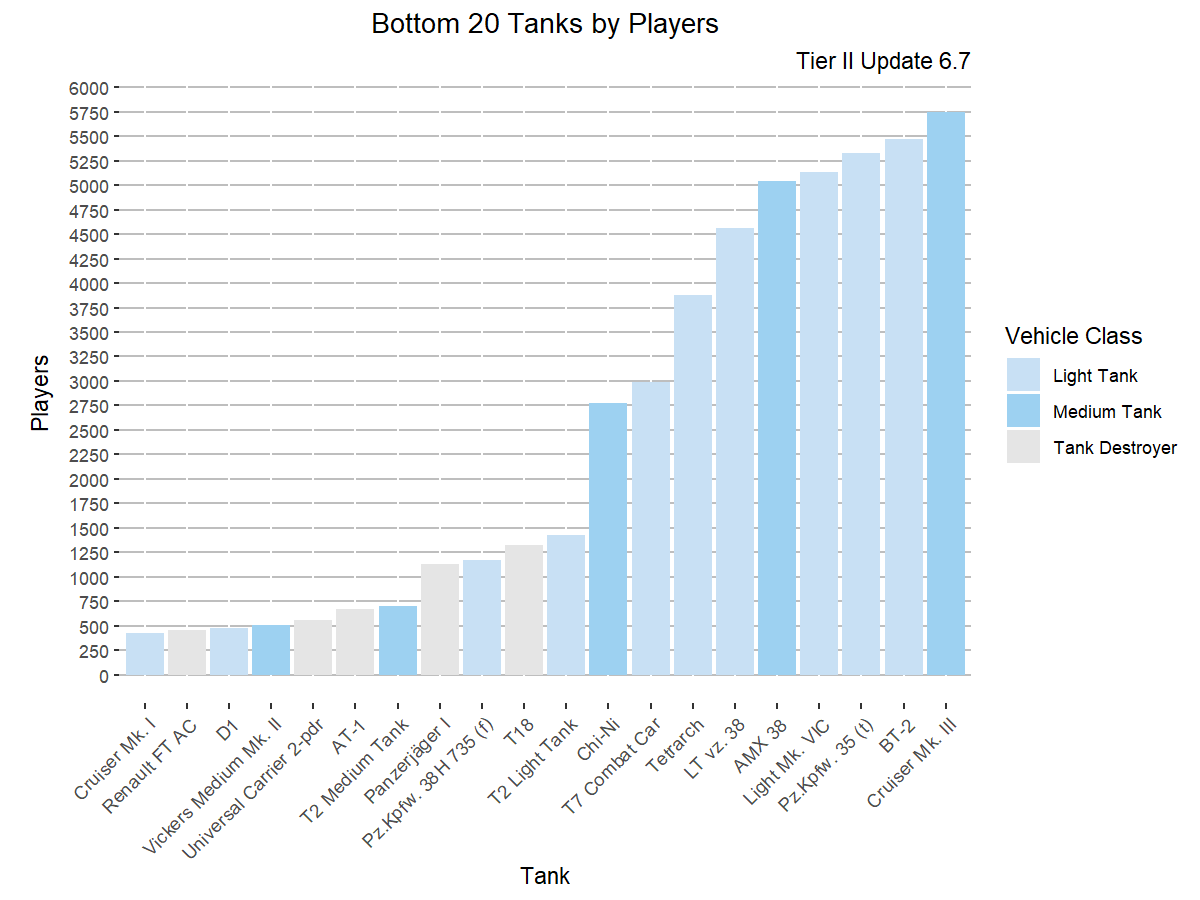 Bottom 20 Tanks by Players
Tier II Update 6.7
6000
5750
5500
5250
5000
4750
4500
4250
4000
3750
3500
3250
3000
2750
2500
2250
2000
1750
1500
1250
1000
750
500
250
0
Players
Cruiser Mk. I
Renault FT AC
D1
Vickers Medium Mk. II
Universal Carrier 2-pdr
AT-1
T2 Medium Tank
Panzerjäger I
Pz.Kpfw. 38H 735 (f)
T18
T2 Light Tank
Chi-Ni
T7 Combat Car
Tetrarch
LT vz. 38
AMX 38
Light Mk. VIC
Pz.Kpfw. 35 (t)
BT-2
Cruiser Mk. III
Tank
Vehicle Class
Light Tank
Medium Tank
Tank Destroyer